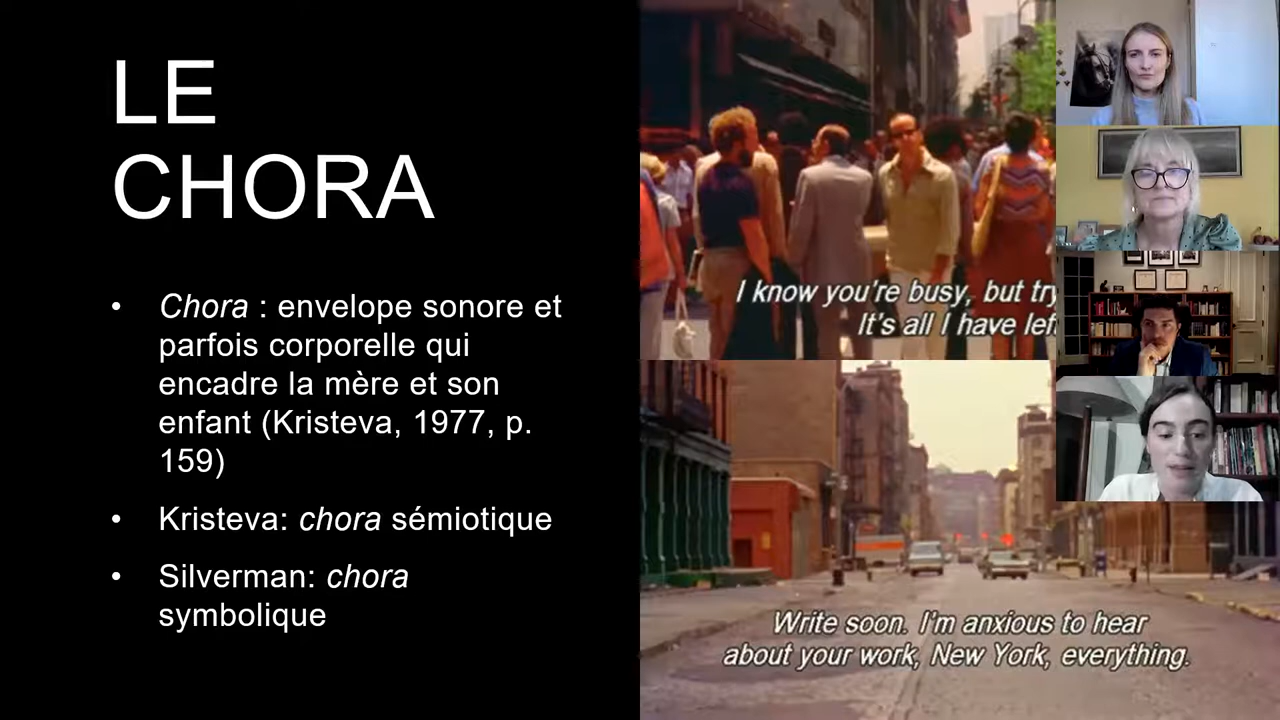 LE
CHORA
• Chora : envelope sonore et
parfois corporelle qui
encadre la mère et son
enfant (Kristeva, 1977, p.
159)
• Kristeva: chora sémiotique
• Silverman: chora
symbolique
I know you're busy, but try
It's all I have left
Write soon. I'm anxious to hear
about your work, New York, everything.